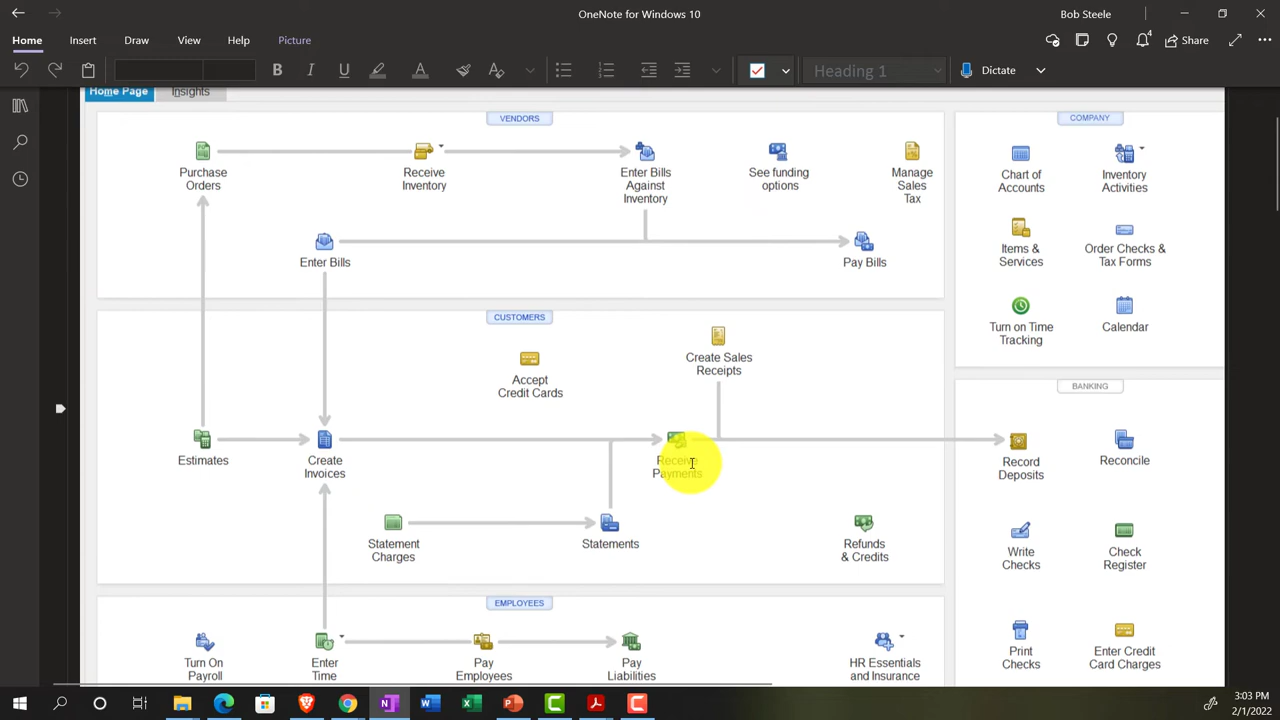 OneNote for Windows 10
Bob Steele
Home
Insert
Draw
View
Help
Picture
Share
Heading 1
Dictate
Home Page
Insights
VENDORS
COMPANY
Purchase
Orders
Receive
Inventory
Enter Bills
Against
Inventory
See funding
options
Manage
Sales
Tax
Chart of
Accounts
Inventory
Activities
Enter Bills
Pay Bills
Items &
Services
Order Checks &
Tax Forms
CUSTOMERS
Turn on Time
Tracking
Calendar
Accept
Credit Cards
Create Sales
Receipts
BANKING
Estimates
Create
Invoices
Receive
Payments
Record
Deposits
Reconcile
Statement
Charges
Statements
Refunds
& Credits
Write
Checks
Check
Register
EMPLOYEES
Turn On
Payroll
Enter
Time
Pay
Employees
Pay
Liabilities
HR Essentials
and Insurance
Print
Checks
Enter Credit
Card Charges
3:03 PM
2/1/2022